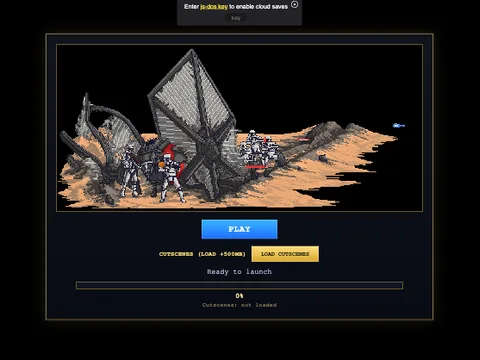 Enter js-dos key to enable cloud saves
key
PLAY
CUTSCENES (LOAD +500MB) LOAD CUTSCENES
Ready to launch
0%
Cutscenes: not loaded